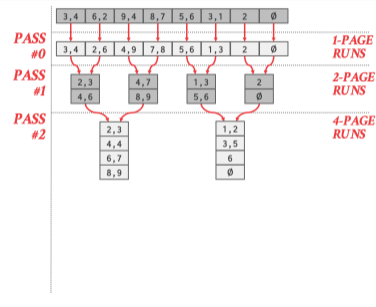 3,4 6,2 9,4 8,7 5,6 3,1 2 Ø
PASS #0
3,4 2,6 4,9 7,8 5,6 1,3 2 Ø
1-PAGE RUNS
PASS #1
2,3 4,7 1,3 2
4,6 8,9 5,6 Ø
2-PAGE RUNS
PASS #2
2,3 1,2
4,4 3,5
6,7 6
8,9 Ø
4-PAGE RUNS